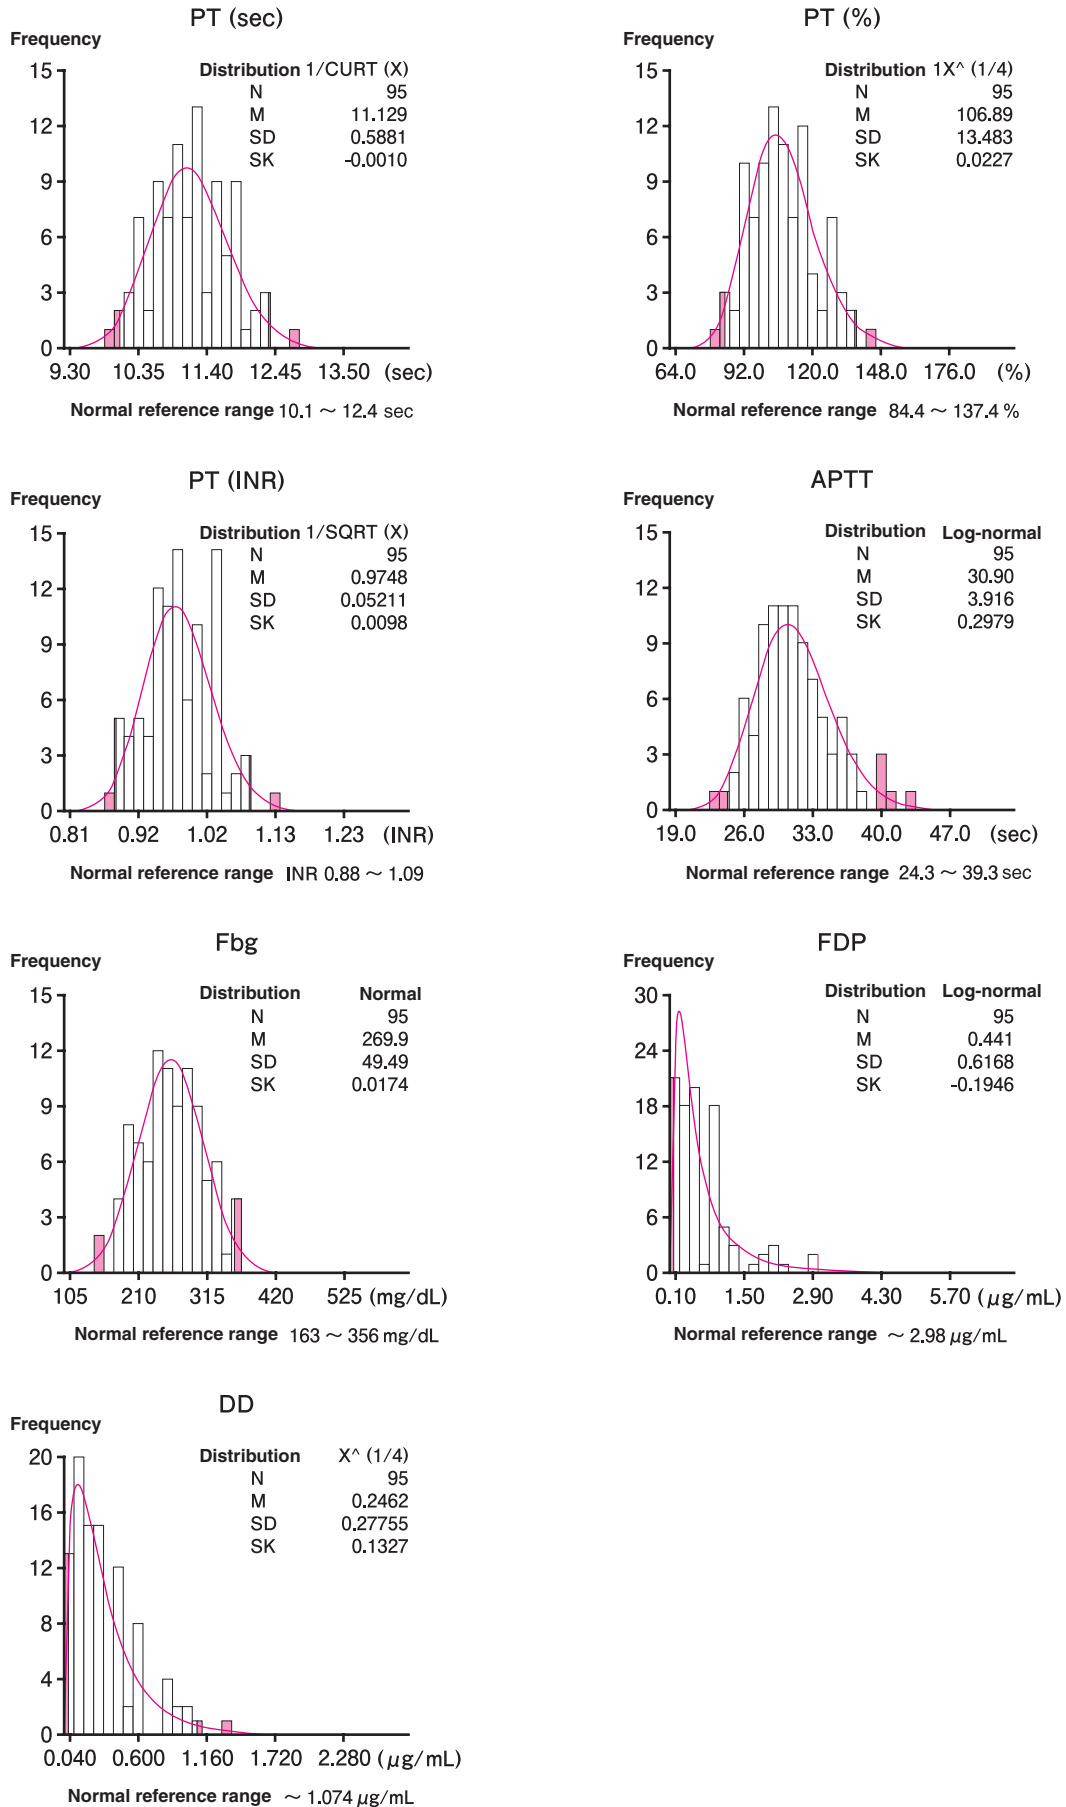 PT (sec)
Frequency
Distribution 1/CURT (X)
N 95
M 11.129
SD 0.5881
SK -0.0010
15
12
9
6
3
0
9.30 10.35 11.40 12.45 13.50 (sec)
Normal reference range 10.1 ~ 12.4 sec
PT (%)
Frequency
Distribution 1X^ (1/4)
N 95
M 106.89
SD 13.483
SK 0.0227
15
12
9
6
3
0
64.0 92.0 120.0 148.0 176.0 (%)
Normal reference range 84.4 ~ 137.4 %
PT (INR)
Frequency
Distribution 1/SQRT (X)
N 95
M 0.9748
SD 0.05211
SK 0.0098
15
12
9
6
3
0
0.81 0.92 1.02 1.13 1.23 (INR)
Normal reference range INR 0.88 ~ 1.09
APTT
Frequency
Distribution Log-normal
N 95
M 30.90
SD 3.916
SK 0.2979
15
12
9
6
3
0
19.0 26.0 33.0 40.0 47.0 (sec)
Normal reference range 24.3 ~ 39.3 sec
Fbg
Frequency
Distribution Normal
N 95
M 269.9
SD 49.49
SK 0.0174
15
12
9
6
3
0
105 210 315 420 525 (mg/dL)
Normal reference range 163 ~ 356 mg/dL
FDP
Frequency
Distribution Log-normal
N 95
M 0.441
SD 0.6168
SK -0.1946
30
24
18
12
6
0
0.10 1.50 2.90 4.30 5.70 (μg/mL)
Normal reference range ~ 2.98 μg/mL
DD
Frequency
Distribution X^ (1/4)
N 95
M 0.2462
SD 0.27755
SK 0.1327
20
16
12
8
4
0
0.040 0.600 1.160 1.720 2.280 (μg/mL)
Normal reference range ~ 1.074 μg/mL